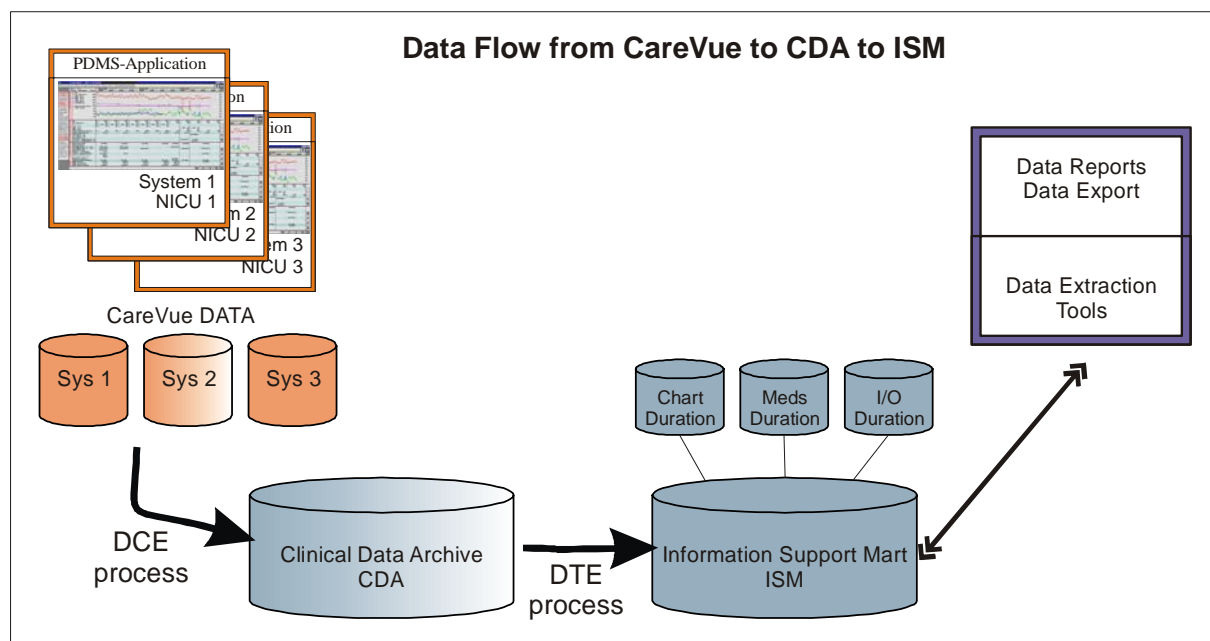 Data Flow from CareVue to CDA to ISM
PDMS-Application
System 1
NICU 1
NICU 2
NICU 3
CareVue DATA
Sys 1
Sys 2
Sys 3
DCE
process
Clinical Data Archive
CDA
DTE
process
Chart
Duration
Meds
Duration
I/O
Duration
Information Support Mart
ISM
Data Reports
Data Export
Data Extraction
Tools